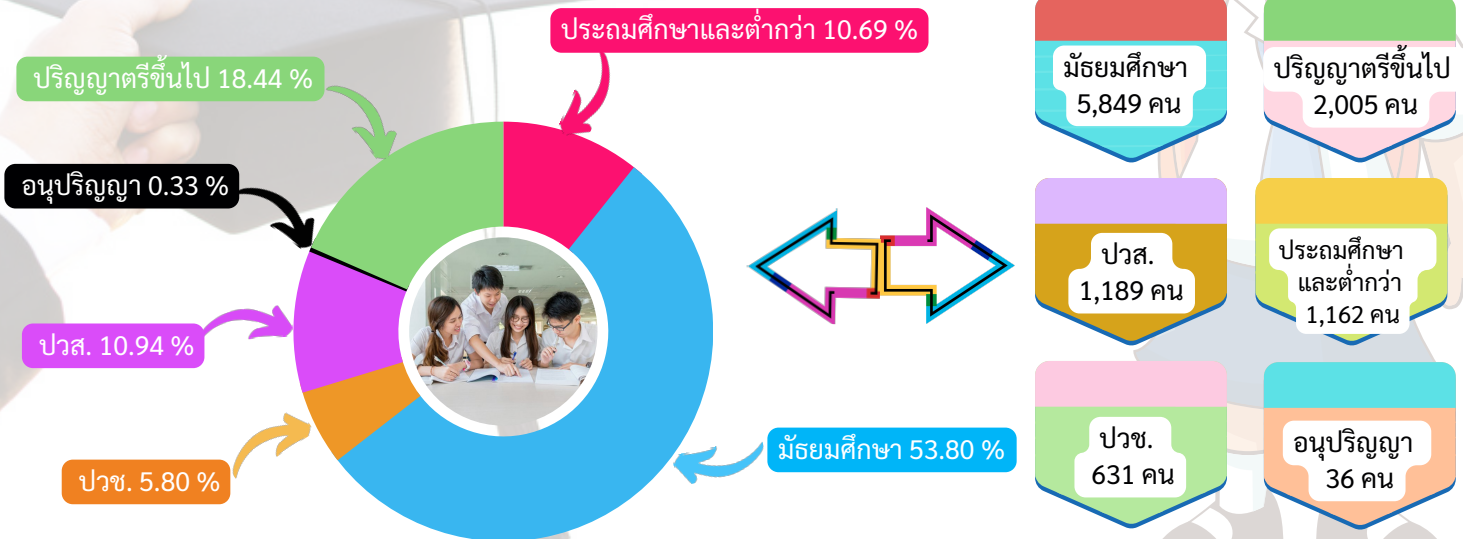 ประถมศึกษาและต่ำกว่า 10.69 %
ปริญญาตรีขึ้นไป 18.44 %
อนุปริญญา 0.33 %
ปวส. 10.94 %
ปวช. 5.80 %
มัธยมศึกษา 53.80 %
มัธยมศึกษา
5,849 คน
ปริญญาตรีขึ้นไป
2,005 คน
ปวส.
1,189 คน
ประถมศึกษา
และต่ำกว่า
1,162 คน
ปวช.
631 คน
อนุปริญญา
36 คน